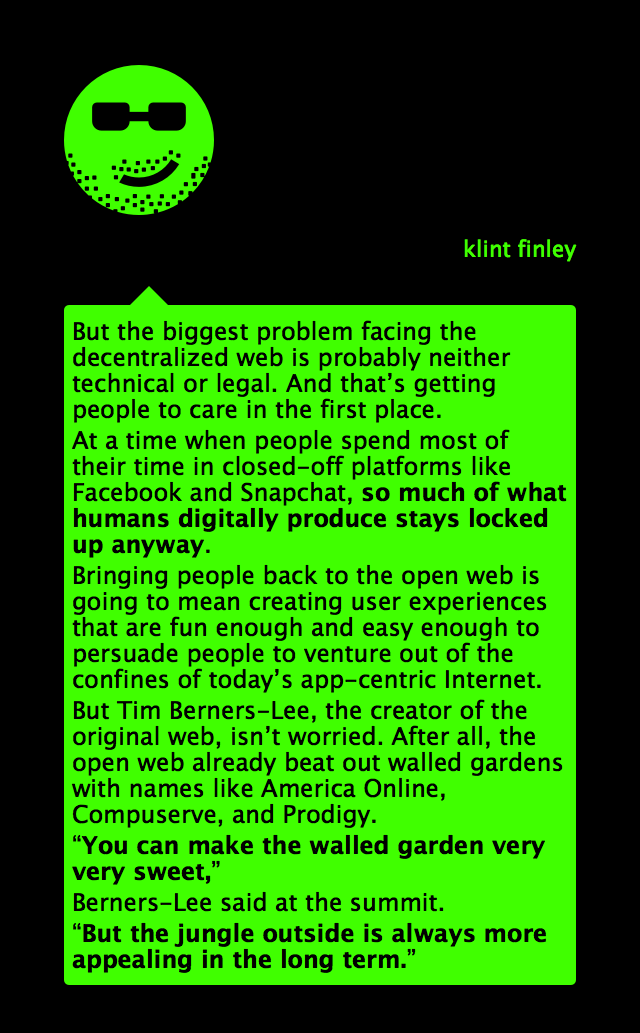 klint finley
But the biggest problem facing the
decentralized web is probably neither
technical or legal. And that’s getting
people to care in the first place.
At a time when people spend most of
their time in closed-off platforms like
Facebook and Snapchat, so much of what
humans digitally produce stays locked
up anyway.
Bringing people back to the open web is
going to mean creating user experiences
that are fun enough and easy enough to
persuade people to venture out of the
confines of today’s app-centric Internet.
But Tim Berners-Lee, the creator of the
original web, isn’t worried. After all, the
open web already beat out walled gardens
with names like America Online,
Compuserve, and Prodigy.
“You can make the walled garden very
very sweet,”
Berners-Lee said at the summit.
“But the jungle outside is always more
appealing in the long term.”